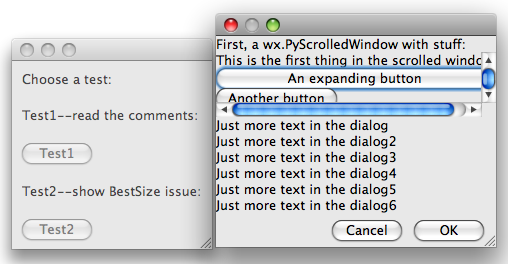 Choose a test:
Test1--read the comments:
Test1
Test2--show BestSize issue:
Test2
First, a wx.PyScrolledWindow with stuff:
This is the first thing in the scrolled windo
An expanding button
Another button
Just more text in the dialog
Just more text in the dialog2
Just more text in the dialog3
Just more text in the dialog4
Just more text in the dialog5
Just more text in the dialog6
Cancel
OK